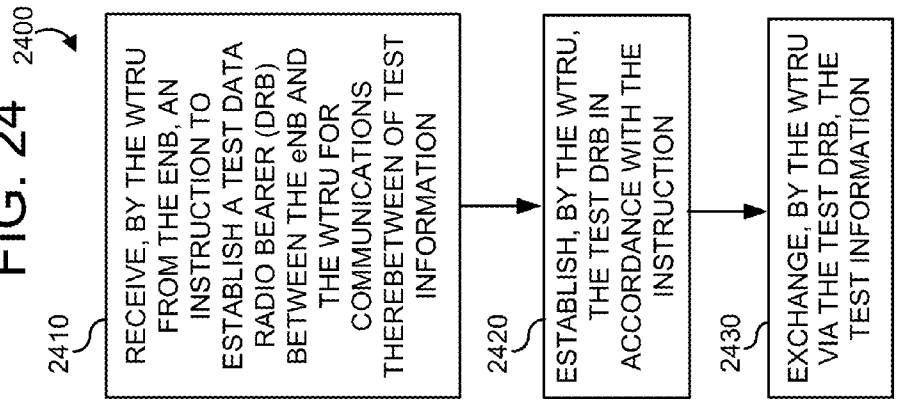 FIG. 24
2400
2410
RECEIVE, BY THE WTRU
FROM THE ENB, AN
INSTRUCTION TO
ESTABLISH A TEST DATA
RADIO BEARER (DRB)
BETWEEN THE eNB AND
THE WTRU FOR
COMMUNICATIONS
THEREBETWEEN OF TEST
INFORMATION
2420
ESTABLISH, BY THE WTRU,
THE TEST DRB IN
ACCORDANCE WITH THE
INSTRUCTION
2430
EXCHANGE, BY THE WTRU
VIA THE TEST DRB, THE
TEST INFORMATION